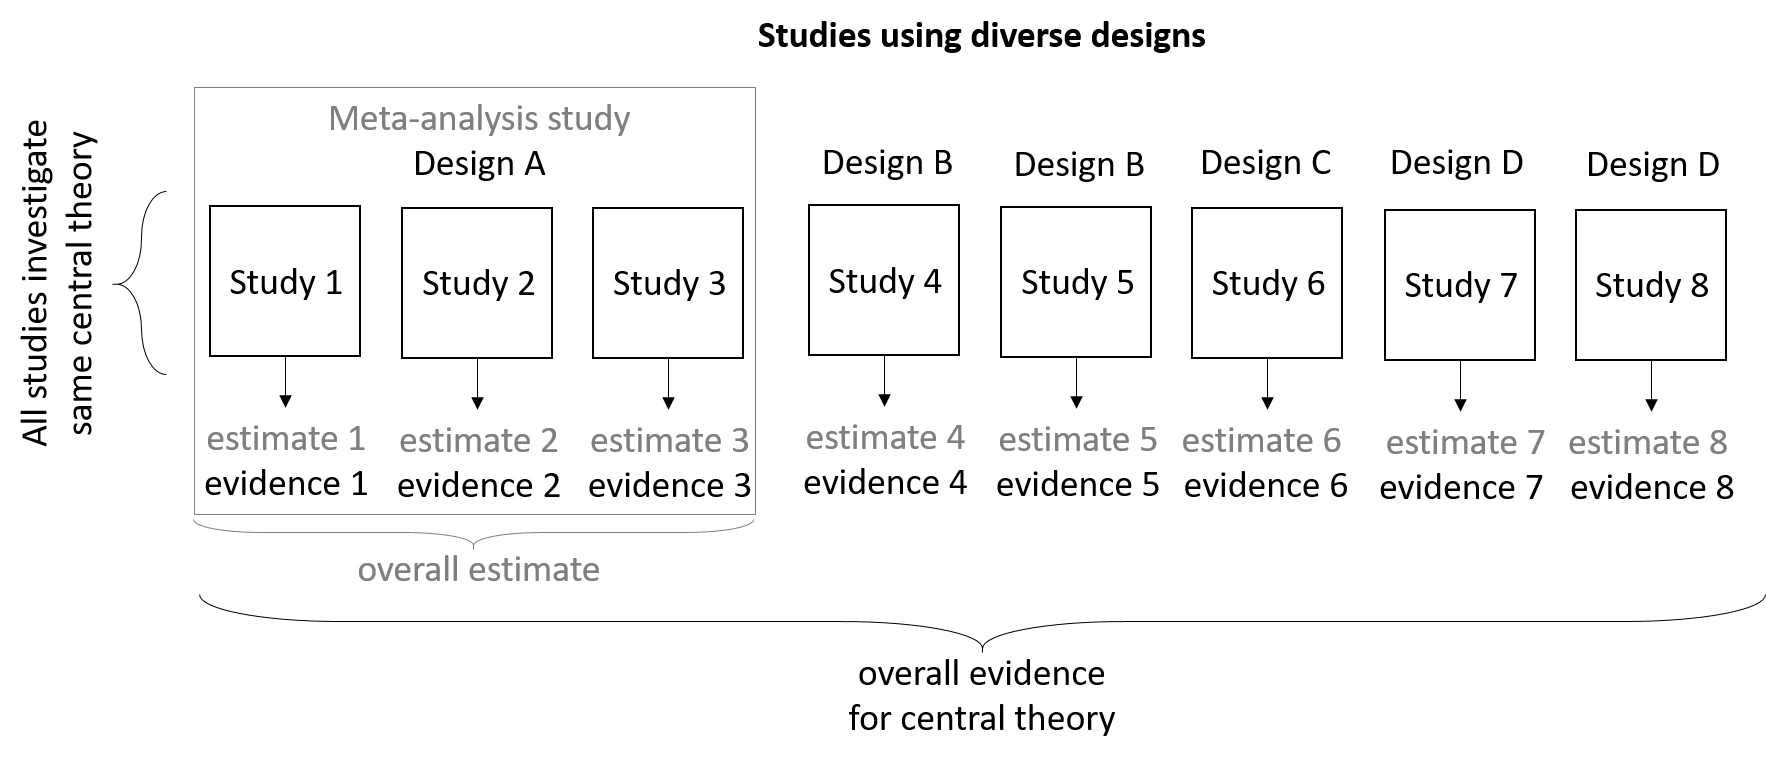 Studies using diverse designs
All studies investigate
same central theory
Meta-analysis study
Design A
Design B
Design B
Design C
Design D
Design D
Study 1
Study 2
Study 3
Study 4
Study 5
Study 6
Study 7
Study 8
estimate 1
evidence 1
estimate 2
evidence 2
estimate 3
evidence 3
estimate 4
evidence 4
estimate 5
evidence 5
estimate 6
evidence 6
estimate 7
evidence 7
estimate 8
evidence 8
overall estimate
overall evidence
for central theory